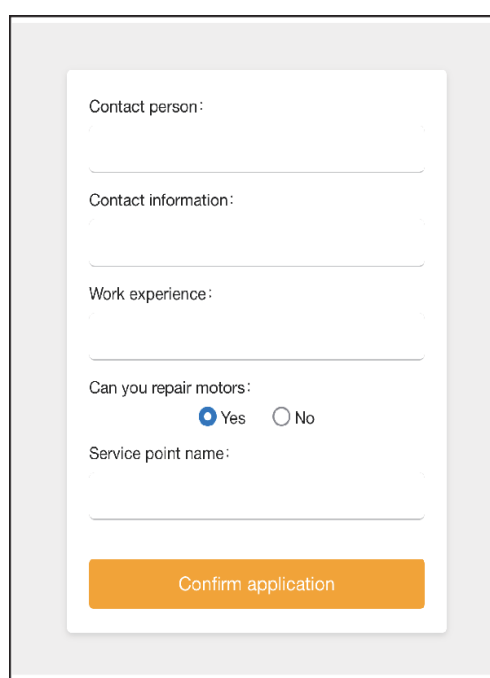 Contact person:
Contact information:
Work experience:
Can you repair motors:
Yes No
Service point name:
Confirm application